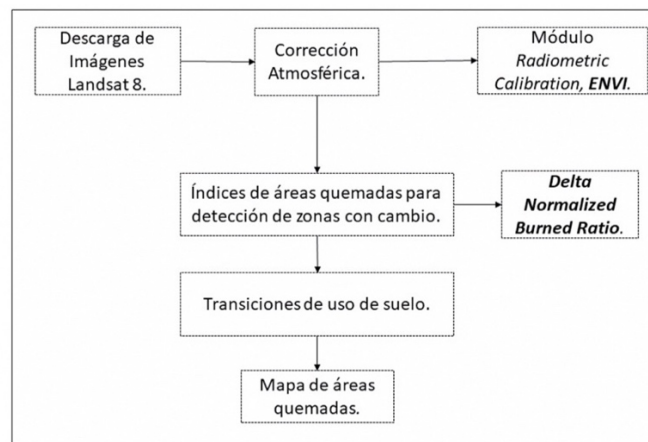 Descarga de
Imágenes
Landsat 8.
Corrección
Atmosférica.
Módulo
Radiometric
Calibration, ENVI.
Índices de áreas quemadas para
detección de zonas con cambio.
Delta
Normalized
Burned Ratio.
Transiciones de uso de suelo.
Mapa de áreas
quemadas.